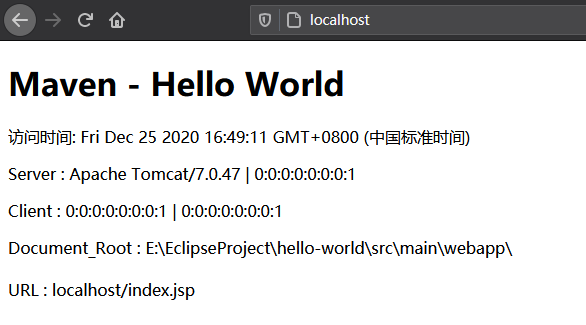 localhost
Maven - Hello World
访问时间: Fri Dec 25 2020 16:49:11 GMT+0800 (中国标准时间)
Server : Apache Tomcat/7.0.47 | 0:0:0:0:0:0:0:1
Client : 0:0:0:0:0:0:0:1 | 0:0:0:0:0:0:0:1
Document_Root : E:\EclipseProject\hello-world\src\main\webapp\
URL : localhost/index.jsp